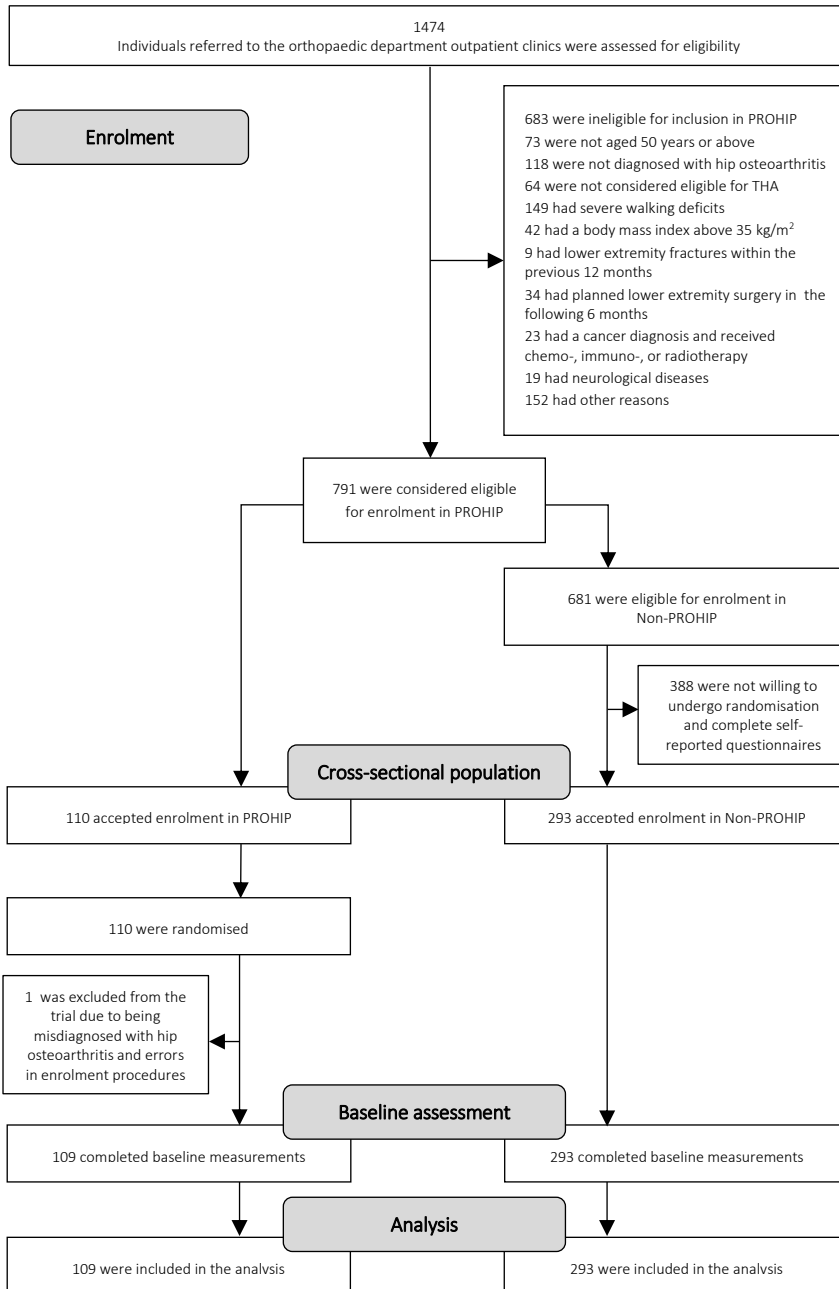 1474
Individuals referred to the orthopaedic department outpatient clinics were assessed for eligibility
Enrolment
683 were ineligible for inclusion in PROHIP
73 were not aged 50 years or above
118 were not diagnosed with hip osteoarthritis
64 were not considered eligible for THA
149 had severe walking deficits
42 had a body mass index above 35 kg/m²
9 had lower extremity fractures within the
previous 12 months
34 had planned lower extremity surgery in the
following 6 months
23 had a cancer diagnosis and received
chemo-, immuno-, or radiotherapy
19 had neurological diseases
152 had other reasons
791 were considered eligible
for enrolment in PROHIP
681 were eligible for enrolment in
Non-PROHIP
388 were not willing to
undergo randomisation
and complete self-
reported questionnaires
Cross-sectional population
110 accepted enrolment in PROHIP
293 accepted enrolment in Non-PROHIP
110 were randomised
1 was excluded from the
trial due to being
misdiagnosed with hip
osteoarthritis and errors
in enrolment procedures
Baseline assessment
109 completed baseline measurements
293 completed baseline measurements
Analysis
109 were included in the analysis
293 were included in the analysis